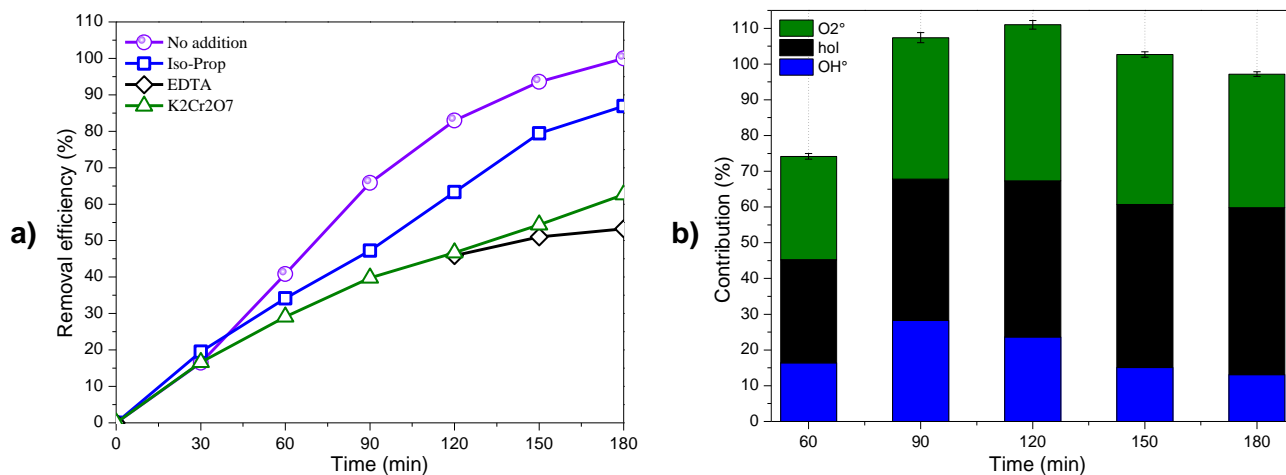 a)
Removal efficiency (%)
110
100
90
80
70
60
50
40
30
20
10
0
No addition
Iso-Prop
EDTA
K2Cr2O7
0 30 60 90 120 150 180
Time (min)
b)
Contribution (%)
110
100
90
80
70
60
50
40
30
20
10
0
O2°
hol
OH°
60 90 120 150 180
Time (min)